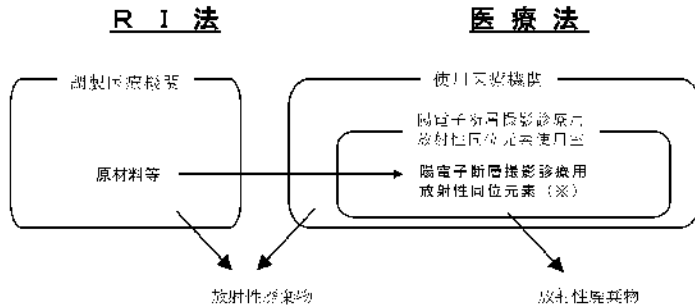 ＲＩ法
医療法
調製医療機関
使用医療機関
陽電子断層撮影診療用
放射性同位元素使用室
原材料等
陽電子断層撮影診療用
放射性同位元素（※）
放射性廃棄物
放射性廃棄物